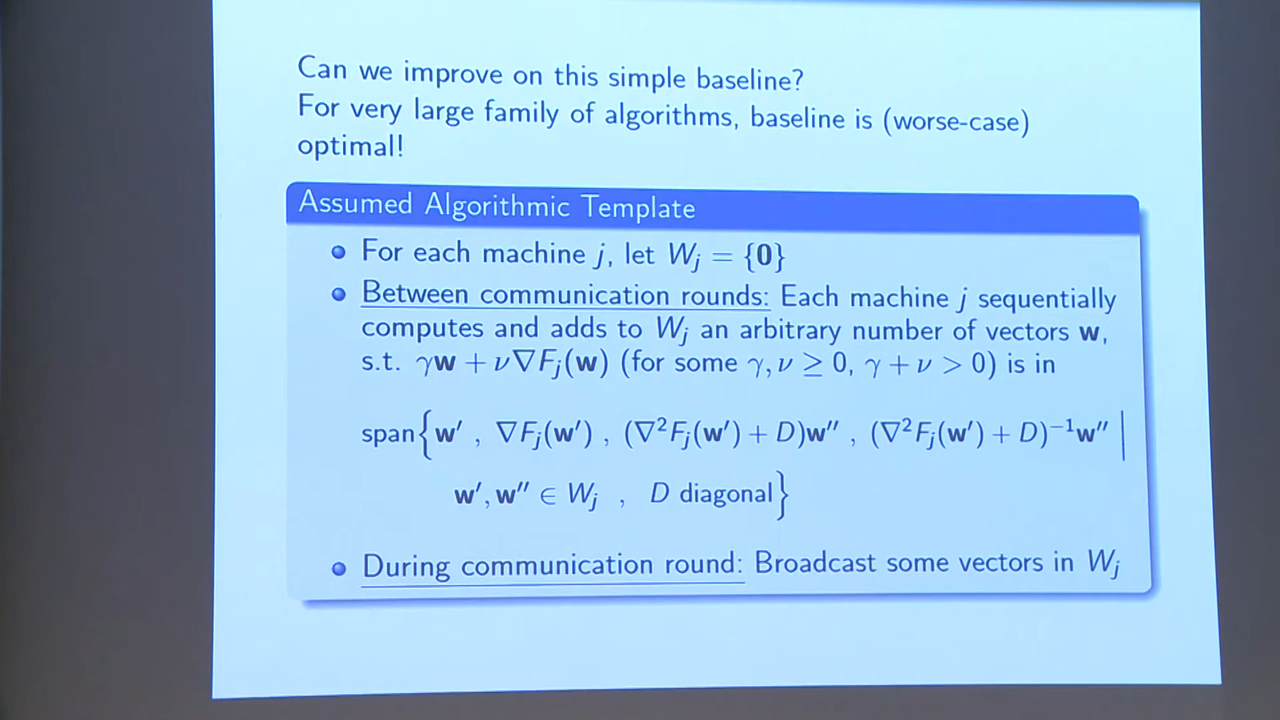 Can we improve on this simple baseline?
For very large family of algorithms, baseline is (worse-case)
optimal!
Assumed Algorithmic Template
For each machine j, let W_j = {0}
Between communication rounds: Each machine j sequentially
computes and adds to W_j an arbitrary number of vectors w,
s.t. γw + ν∇F_j(w) (for some γ, ν ≥ 0, γ + ν > 0) is in
span{w′ , ∇F_j(w′) , (∇²F_j(w′) + D)w″ , (∇²F_j(w′) + D)⁻¹w″ |
w′, w″ ∈ W_j , D diagonal}
During communication round: Broadcast some vectors in W_j